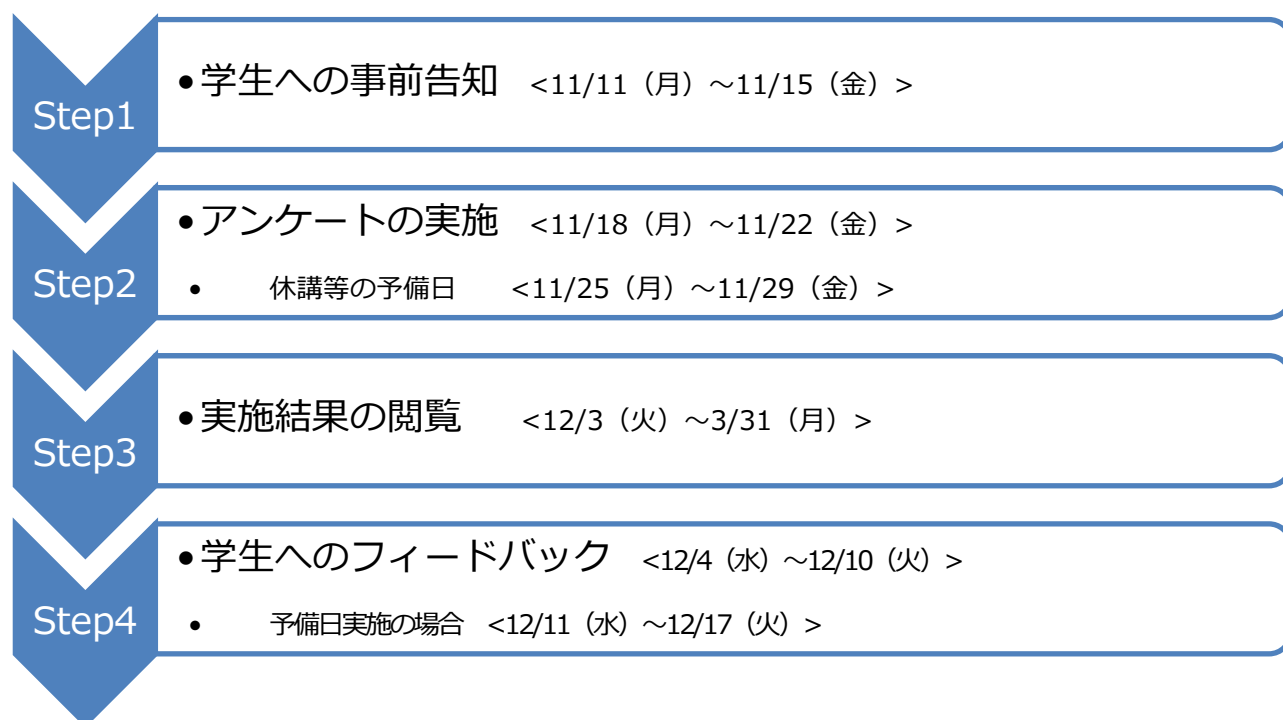 Step1
•学生への事前告知 <11/11（月）～11/15（金）>
Step2
•アンケートの実施 <11/18（月）～11/22（金）>
• 休講等の予備日 <11/25（月）～11/29（金）>
Step3
•実施結果の閲覧 <12/3（火）～3/31（月）>
Step4
•学生へのフィードバック <12/4（水）～12/10（火）>
• 予備日実施の場合 <12/11（水）～12/17（火）>